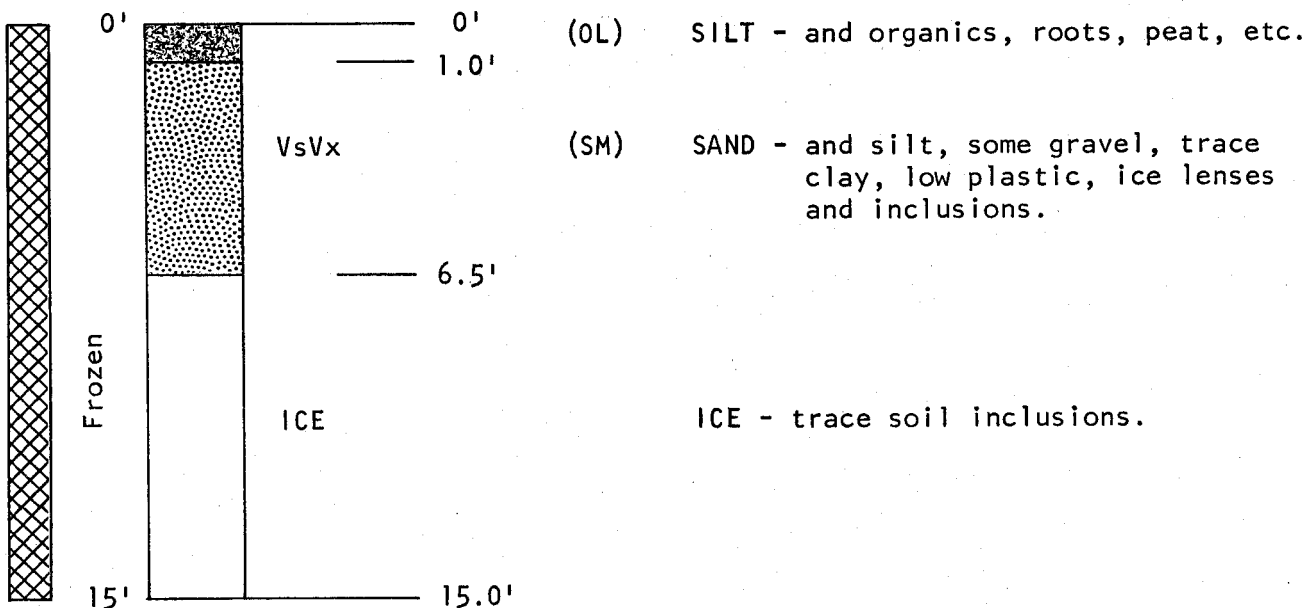 0' 0' (OL) SILT - and organics, roots, peat, etc.
1.0'
VsVx (SM) SAND - and silt, some gravel, trace
clay, low plastic, ice lenses
and inclusions.
6.5'
Frozen
ICE ICE - trace soil inclusions.
15' 15.0'